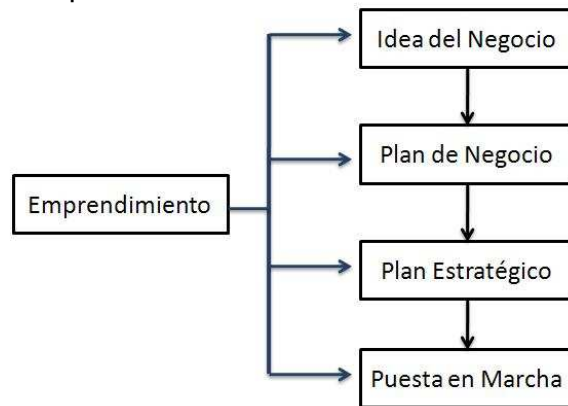 Idea del Negocio
Plan de Negocio
Emprendimiento
Plan Estratégico
Puesta en Marcha